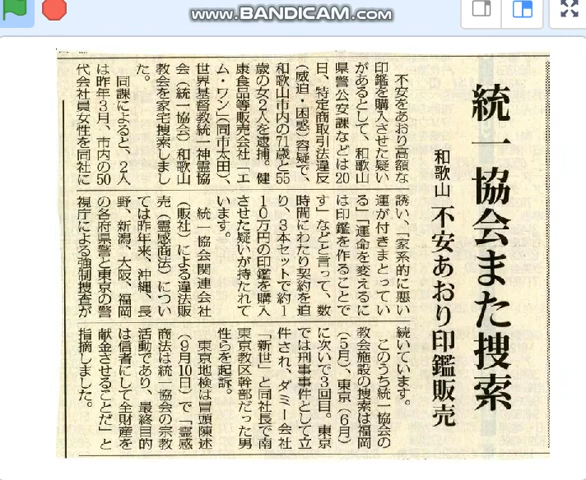 www.BANDICAM.com
統一協会また捜索
和歌山 不安あおり印鑑販売
不安をあおり高額な
印鑑を購入させた疑い
があるとして、和歌山
県警公安課などは20
日、特定商取引法違反
（威迫・困惑）容疑で、
和歌山市内の71歳と55
歳の女2人を逮捕。健
康食品等販売会社「エ
ム・ワン」（同市太田）、
世界基督教統一神霊協
会（統一協会）和歌山
教会を家宅捜索しまし
た。
同課によると、2人
は昨年3月、市内の50
代会社員女性を同社に
誘い、「家系的に悪い
運が付きまとってい
る」「運命を変えるに
は印鑑を作ることで
す」などと言って、数
時間にわたり契約を迫
り、3本セットで約1
10万円の印鑑を購入
させた疑いが持たれて
います。
統一協会関連会社
（販社）による違法販
売（霊感商法）につい
ては昨年来、沖縄、長
野、新潟、大阪、福岡
の各府県警と東京の警
視庁による強制捜査が
続いています。
このうち統一協会の
教会施設の捜索は福岡
（5月）、東京（6月）
に次いで3回目。東京
では刑事事件として立
件され、ダミー会社
「新世」と同社長で南
東京教区幹部だった男
性らを起訴。
東京地検は冒頭陳述
（9月10日）で「霊感
商法は統一協会の宗教
活動であり、最終目的
は信者にして全財産を
献金させることだ」と
指摘しました。